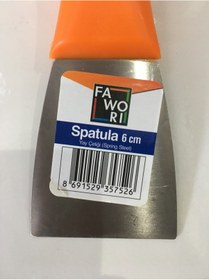 FA
WO
RI
Spatula 6 cm
Yay Çeliği (Spring Steel)
8 691529 357526